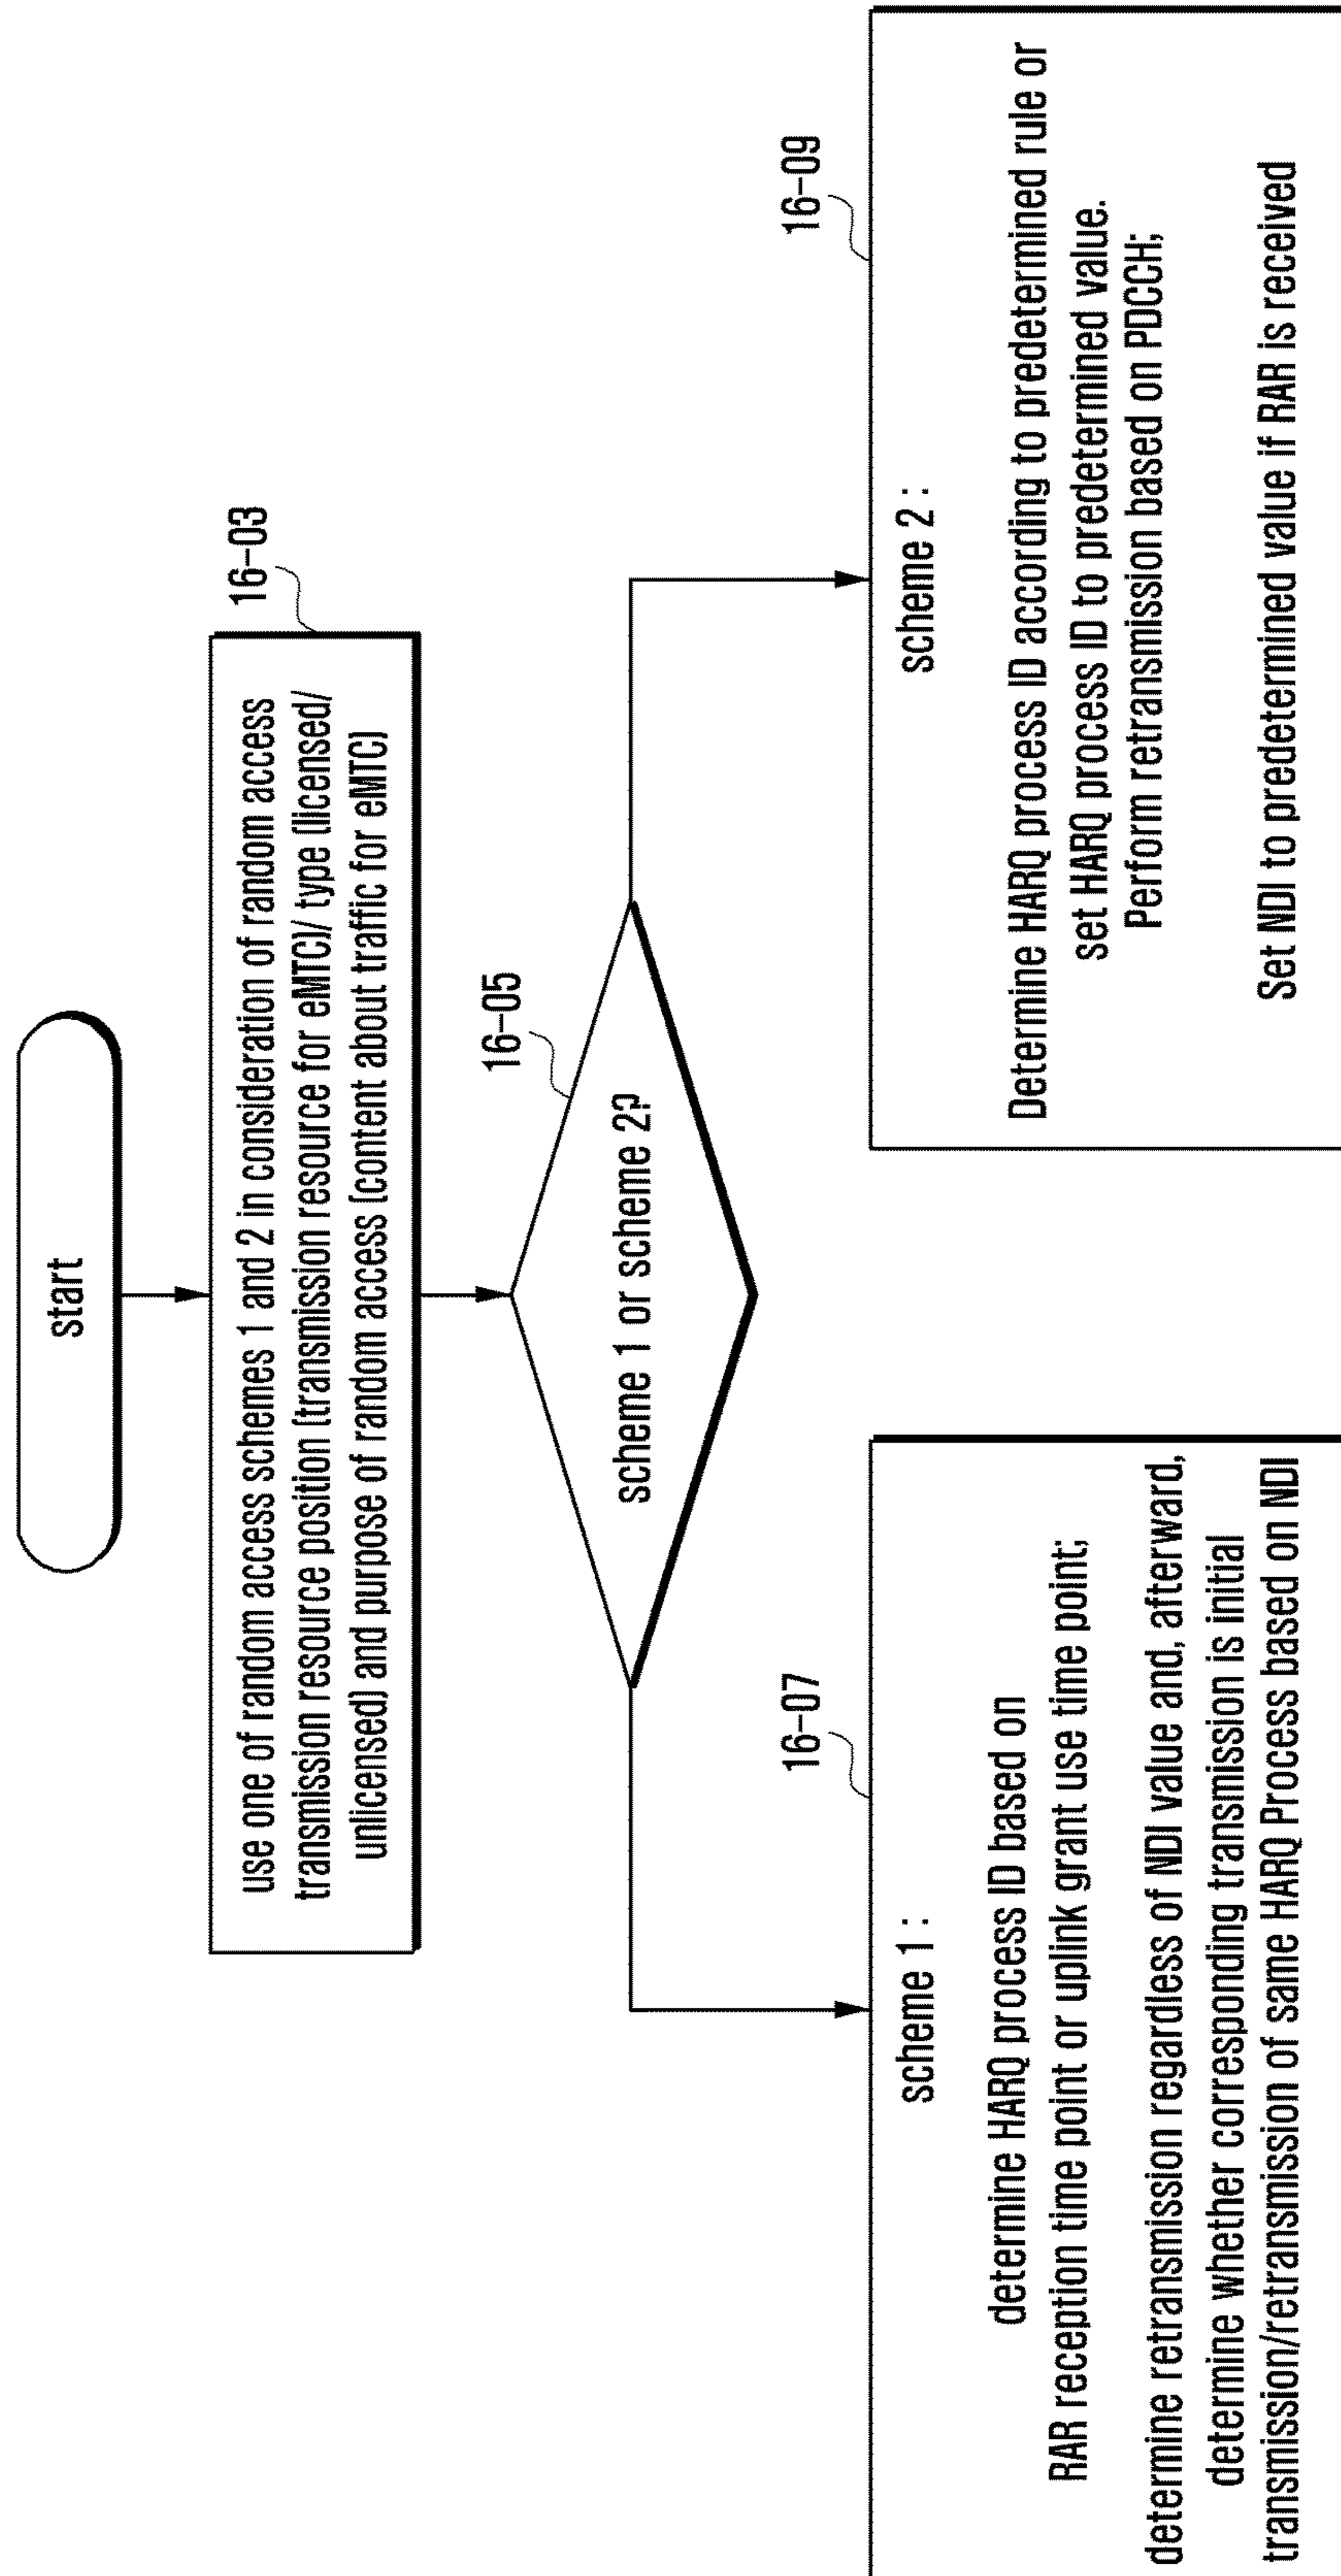 start
16-03
use one of random access schemes 1 and 2 in consideration of random access
transmission resource position (transmission resource for eMTC)/ type (licensed/
unlicensed) and purpose of random access (content about traffic for eMTC)
16-05
scheme 1 or scheme 2?
16-07
scheme 1 :
determine HARQ process ID based on
RAR reception time point or uplink grant use time point;
determine retransmission regardless of NDI value and, afterward,
determine whether corresponding transmission is initial
transmission/retransmission of same HARQ Process based on NDI
16-09
scheme 2 :
Determine HARQ process ID according to predetermined rule or
set HARQ process ID to predetermined value.
Perform retransmission based on PDCCH;
Set NDI to predetermined value if RAR is received